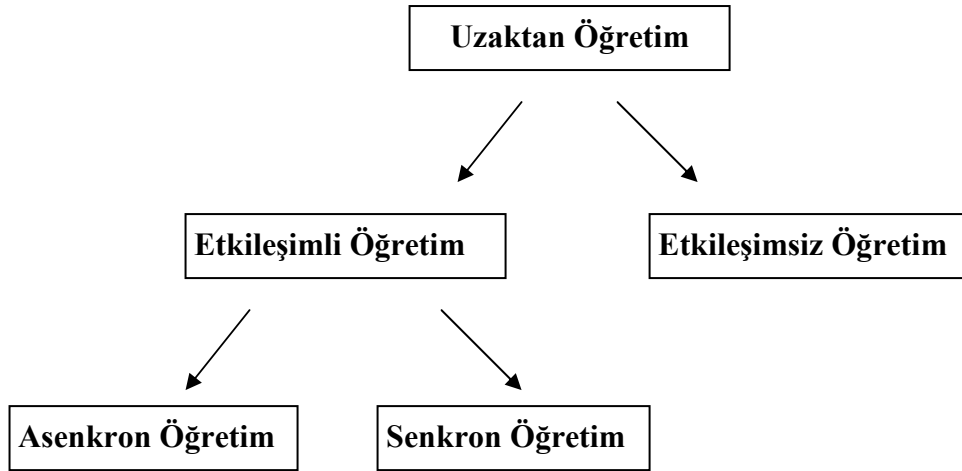 Uzaktan Öğretim
Etkileşimli Öğretim
Etkileşimsiz Öğretim
Asenkron Öğretim
Senkron Öğretim